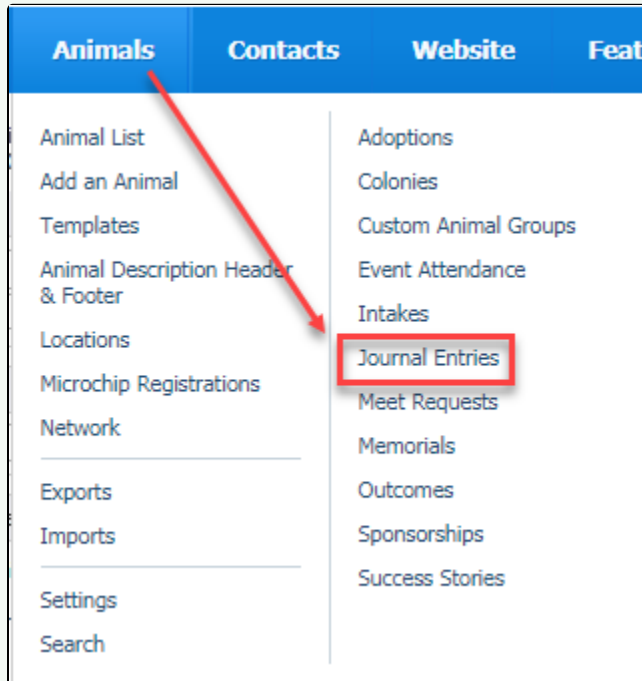 Animals Contacts Website Feat
Animal List
Add an Animal
Templates
Animal Description Header
& Footer
Locations
Microchip Registrations
Network
Exports
Imports
Settings
Search
Adoptions
Colonies
Custom Animal Groups
Event Attendance
Intakes
Journal Entries
Meet Requests
Memorials
Outcomes
Sponsorships
Success Stories